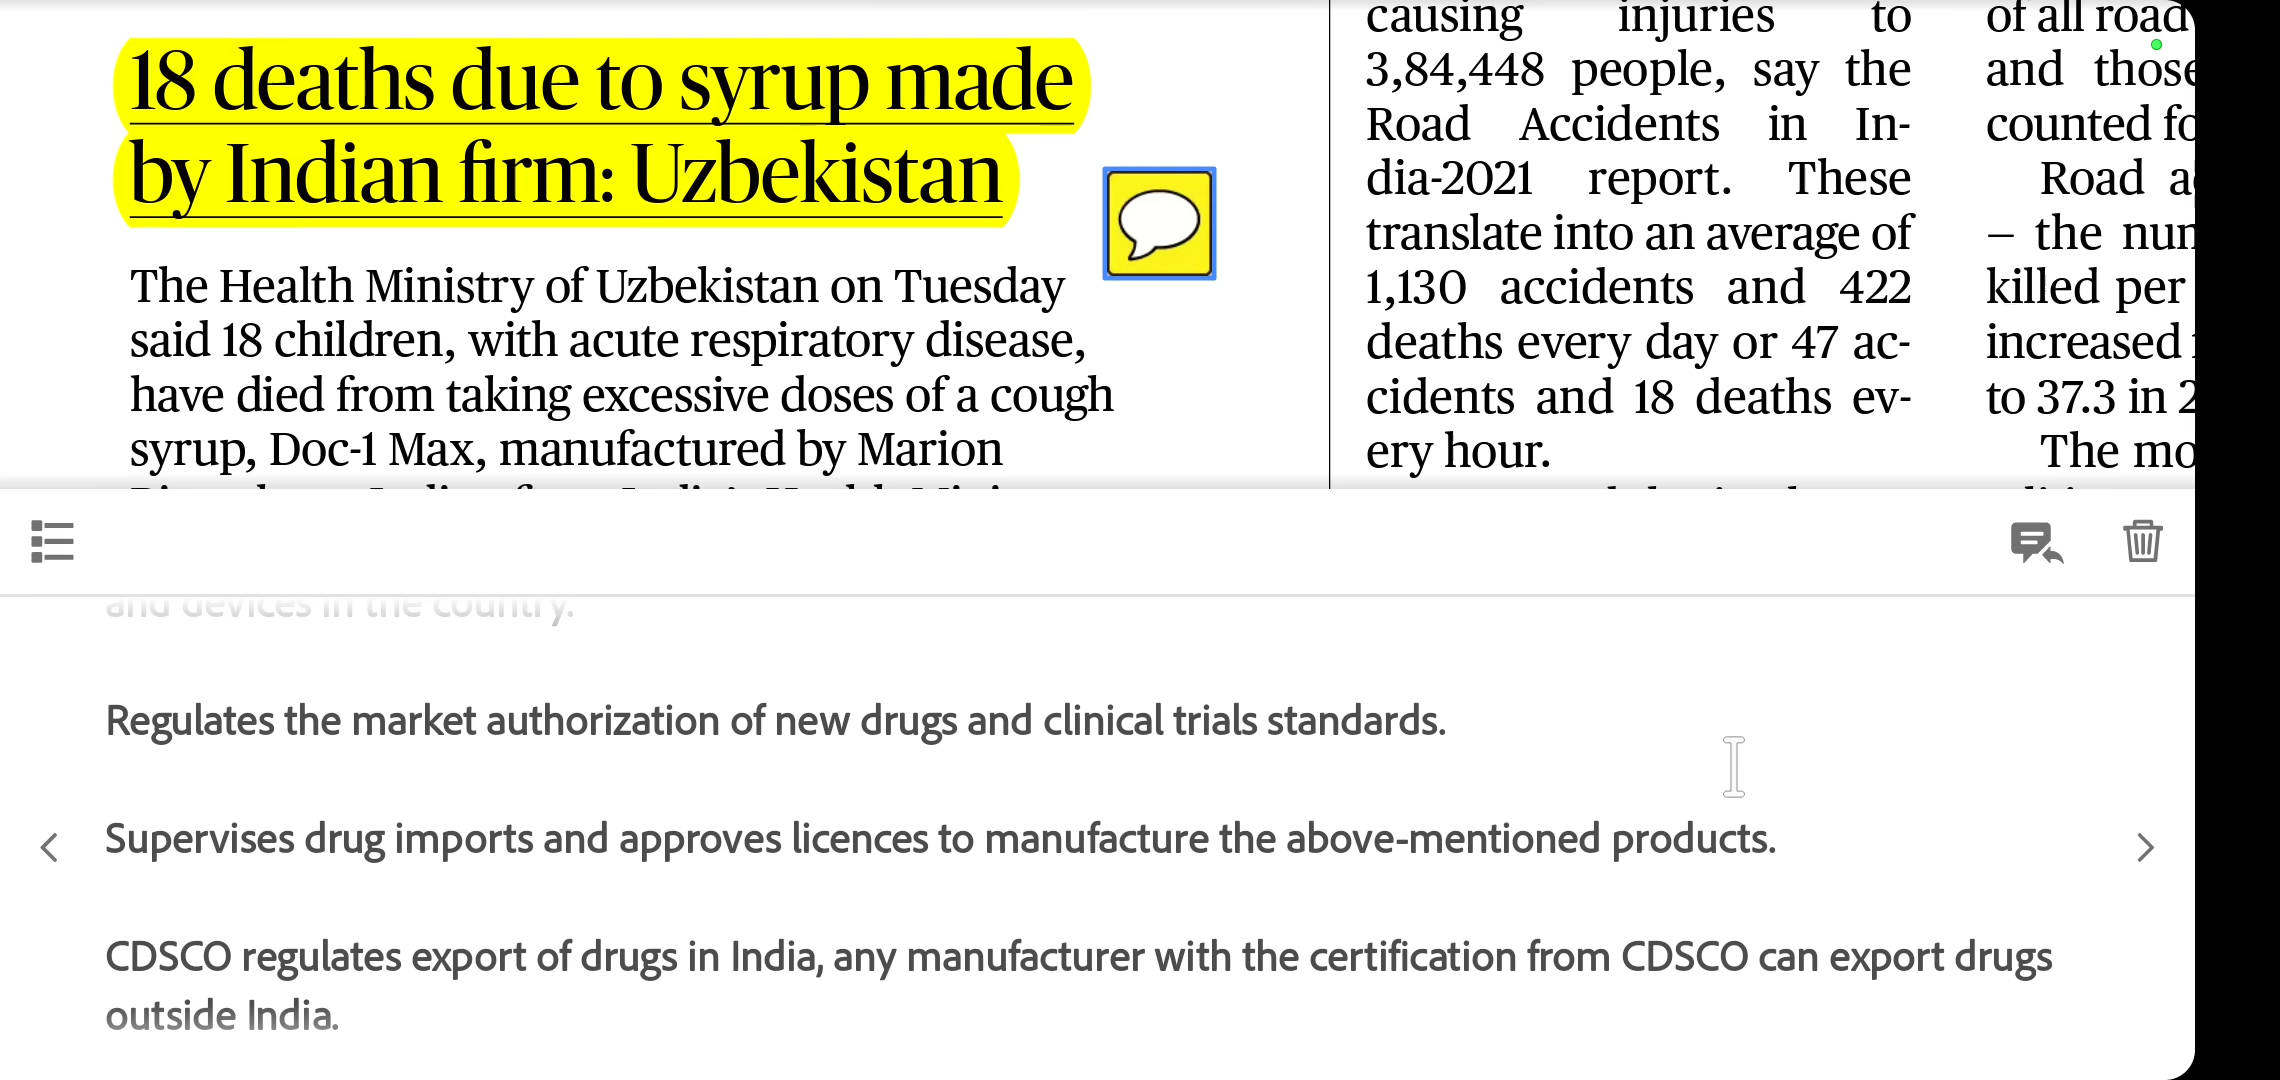 18 deaths due to syrup made
by Indian firm: Uzbekistan
The Health Ministry of Uzbekistan on Tuesday
said 18 children, with acute respiratory disease,
have died from taking excessive doses of a cough
syrup, Doc-1 Max, manufactured by Marion
causing injuries to
3,84,448 people, say the
Road Accidents in In-
dia-2021 report. These
translate into an average of
1,130 accidents and 422
deaths every day or 47 ac-
cidents and 18 deaths ev-
ery hour.
of all road
and those
counted
Road
– the
killed per
increased
to 37.3 in
The
and devices in the country.
Regulates the market authorization of new drugs and clinical trials standards.
Supervises drug imports and approves licences to manufacture the above-mentioned products.
CDSCO regulates export of drugs in India, any manufacturer with the certification from CDSCO can export drugs
outside India.